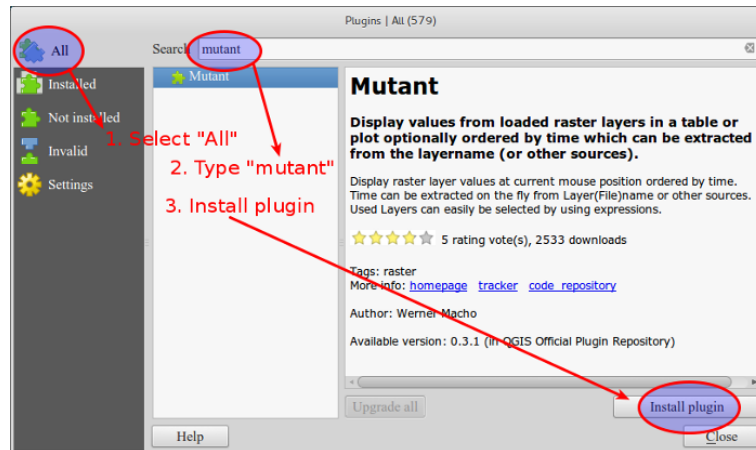 Plugins | All (579)
All
Search mutant
Installed
Not installed
Invalid
Settings
Mutant
1. Select "All"
2. Type "mutant"
3. Install plugin
Mutant
Display values from loaded raster layers in a table or
plot optionally ordered by time which can be extracted
from the layername (or other sources).
Display raster layer values at current mouse position ordered by time.
Time can be extracted on the fly from Layer(File)name or other sources.
Used Layers can easily be selected by using expressions.
5 rating vote(s), 2533 downloads
Tags: raster
More info: homepage tracker code repository
Author: Werner Macho
Available version: 0.3.1 (in QGIS Official Plugin Repository)
Upgrade all
Install plugin
Help
Close